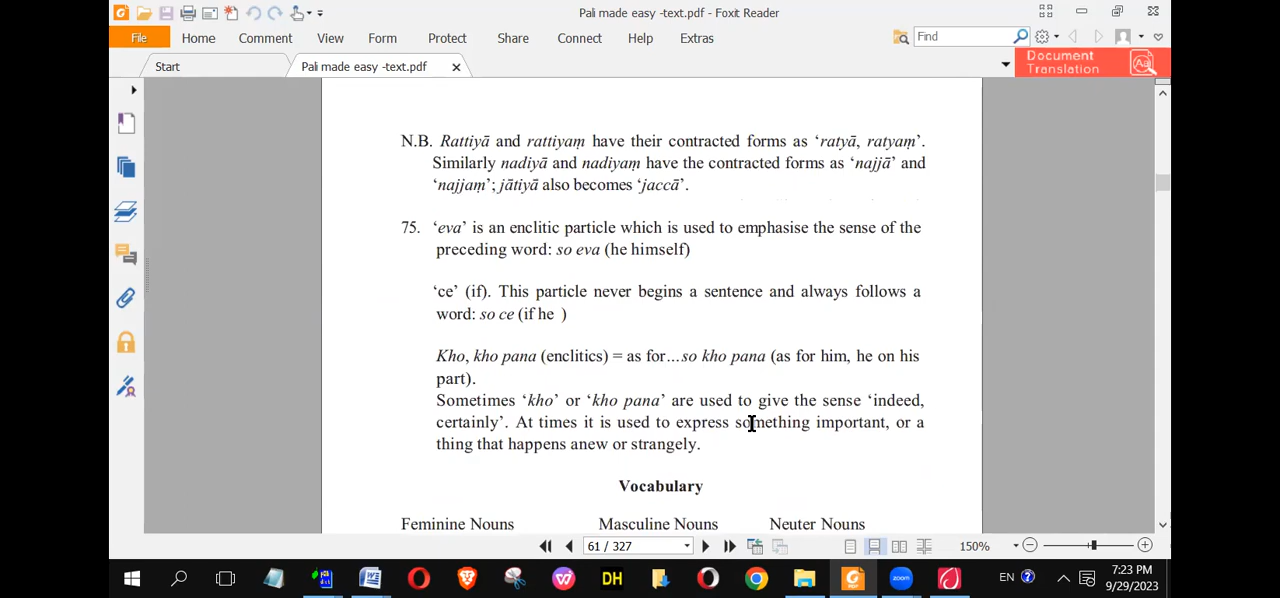 Pali made easy -text.pdf - Foxit Reader
File Home Comment View Form Protect Share Connect Help Extras Find
Start Pali made easy -text.pdf
Document
Translation
N.B. Rattiyā and rattiyaṃ have their contracted forms as ‘ratyā, ratyaṃ’.
Similarly nadiyā and nadiyaṃ have the contracted forms as ‘najjā’ and
‘najjaṃ’; jātiyā also becomes ‘jaccā’.
75. ‘eva’ is an enclitic particle which is used to emphasise the sense of the
preceding word: so eva (he himself)
‘ce’ (if). This particle never begins a sentence and always follows a
word: so ce (if he )
Kho, kho pana (enclitics) = as for...so kho pana (as for him, he on his
part).
Sometimes ‘kho’ or ‘kho pana’ are used to give the sense ‘indeed,
certainly’. At times it is used to express something important, or a
thing that happens anew or strangely.
Vocabulary
Feminine Nouns Masculine Nouns Neuter Nouns
61 / 327 150%
DH zoom EN 7:23 PM
9/29/2023